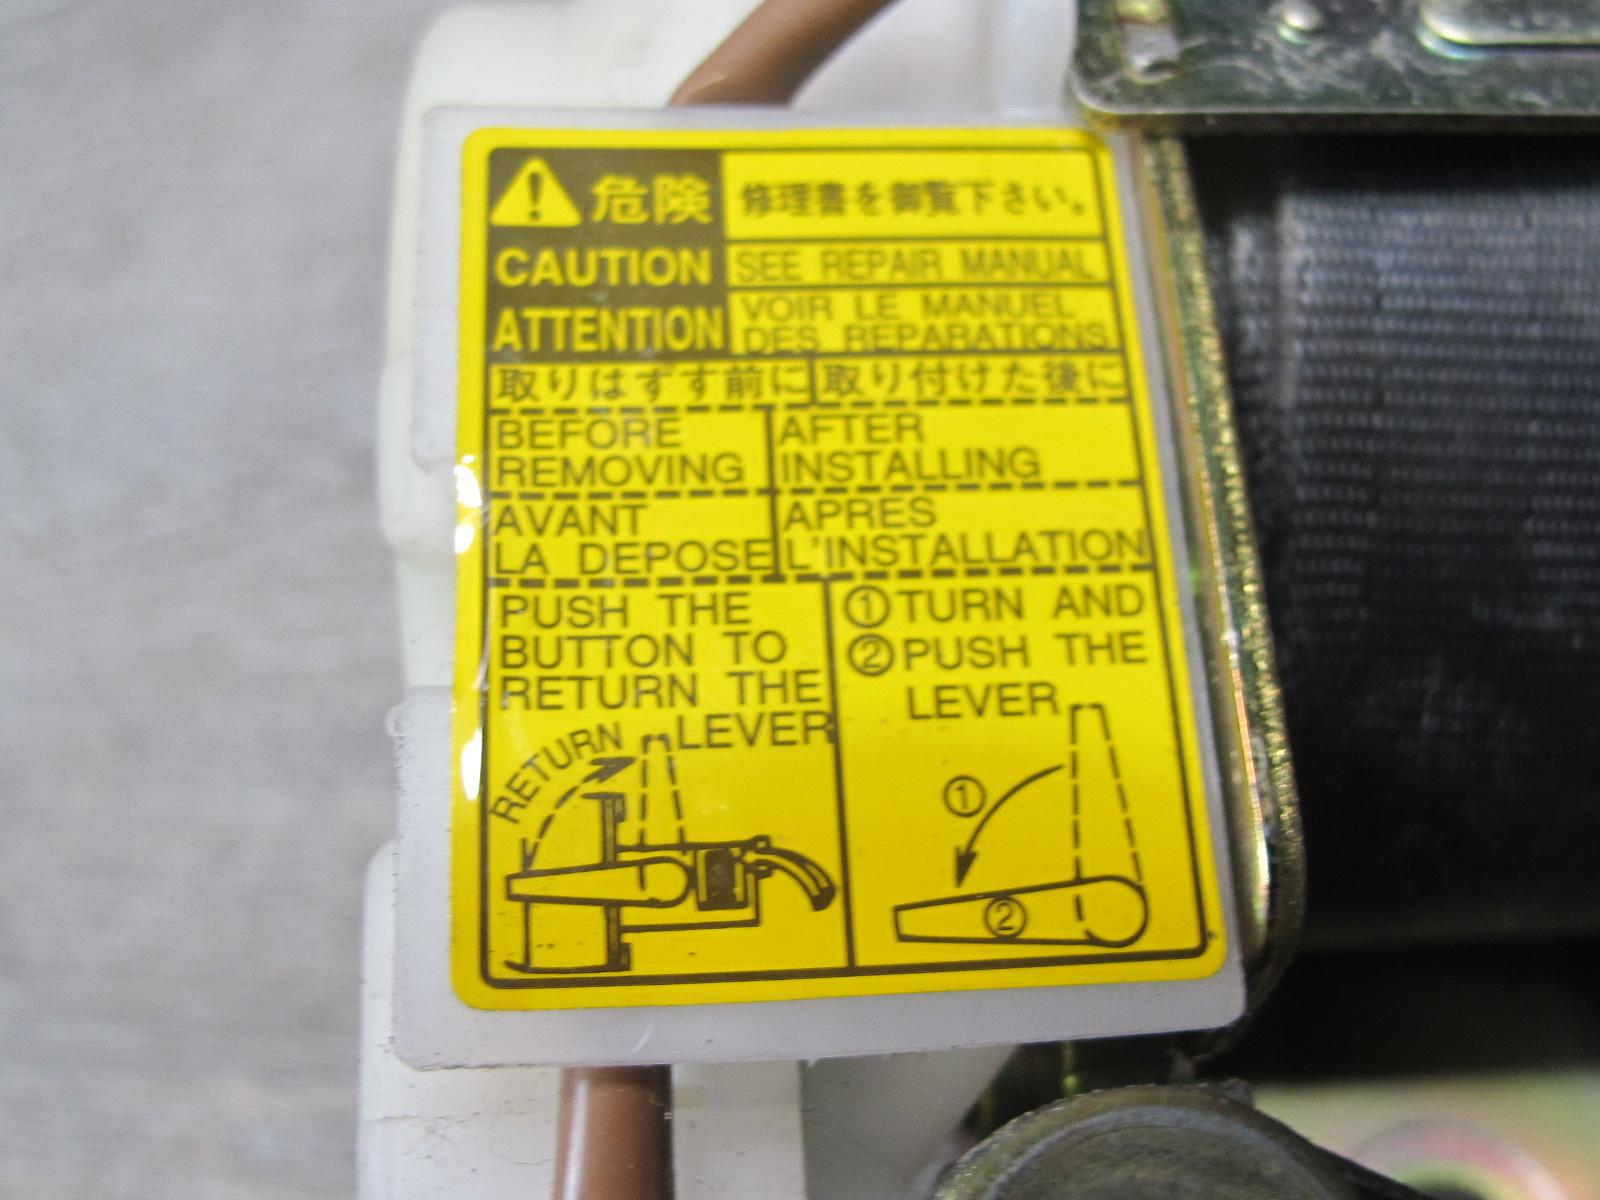 危険
修理書を御覧下さい。
CAUTION
SEE REPAIR MANUAL
ATTENTION
VOIR LE MANUEL
DES REPARATIONS
取りはずす前に
取り付けた後に
BEFORE
REMOVING
AFTER
INSTALLING
AVANT
LA DEPOSE
APRES
L'INSTALLATION
PUSH THE
BUTTON TO
RETURN THE
LEVER
RETURN
①TURN AND
②PUSH THE
LEVER
①
②